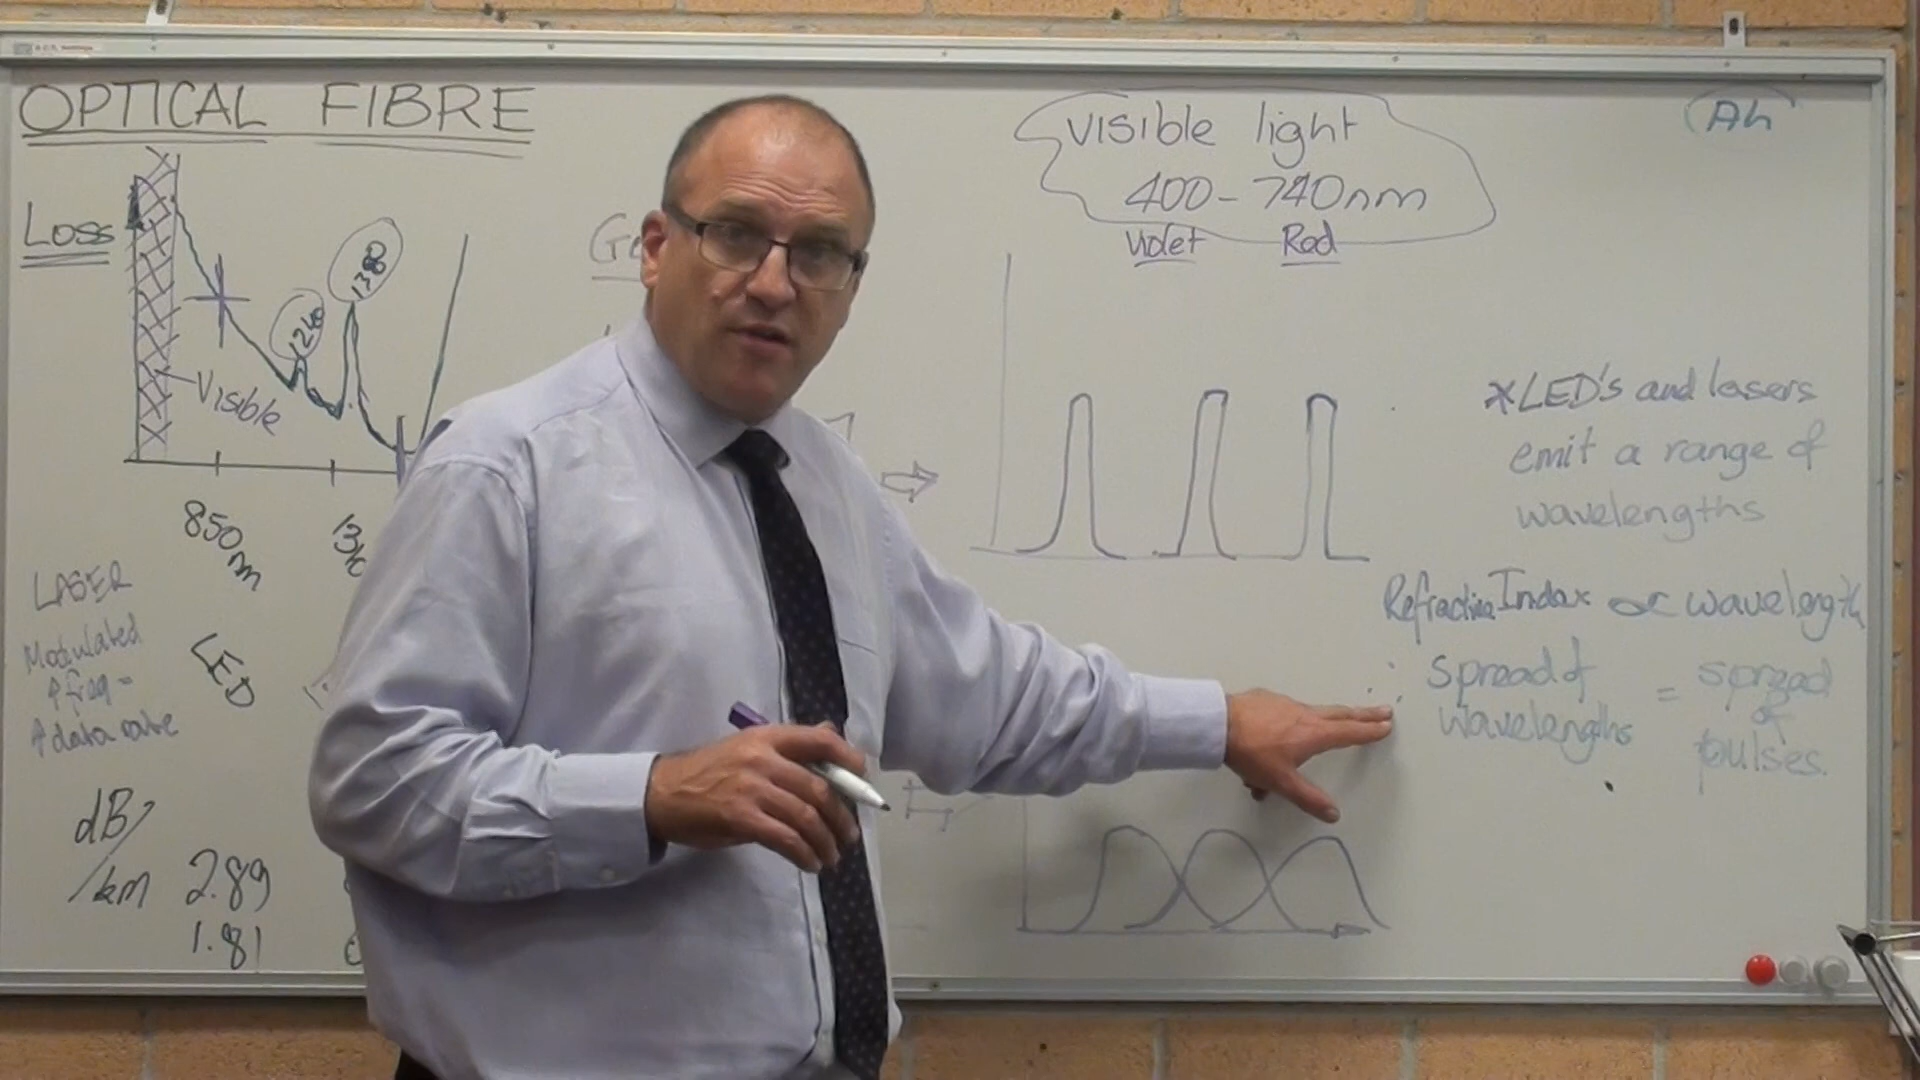 OPTICAL FIBRE
Loss
1240
1380
Visible
850nm
LASER
Modulated
↑ freq =
↑ data rate
LED
dB/km
2.89
1.81
visible light
400 - 740nm
Violet Red
Ah
*LED's and lasers
emit a range of
wavelengths
Refractive Index ∝ wavelength
∴ spread of wavelengths = spread of pulses.